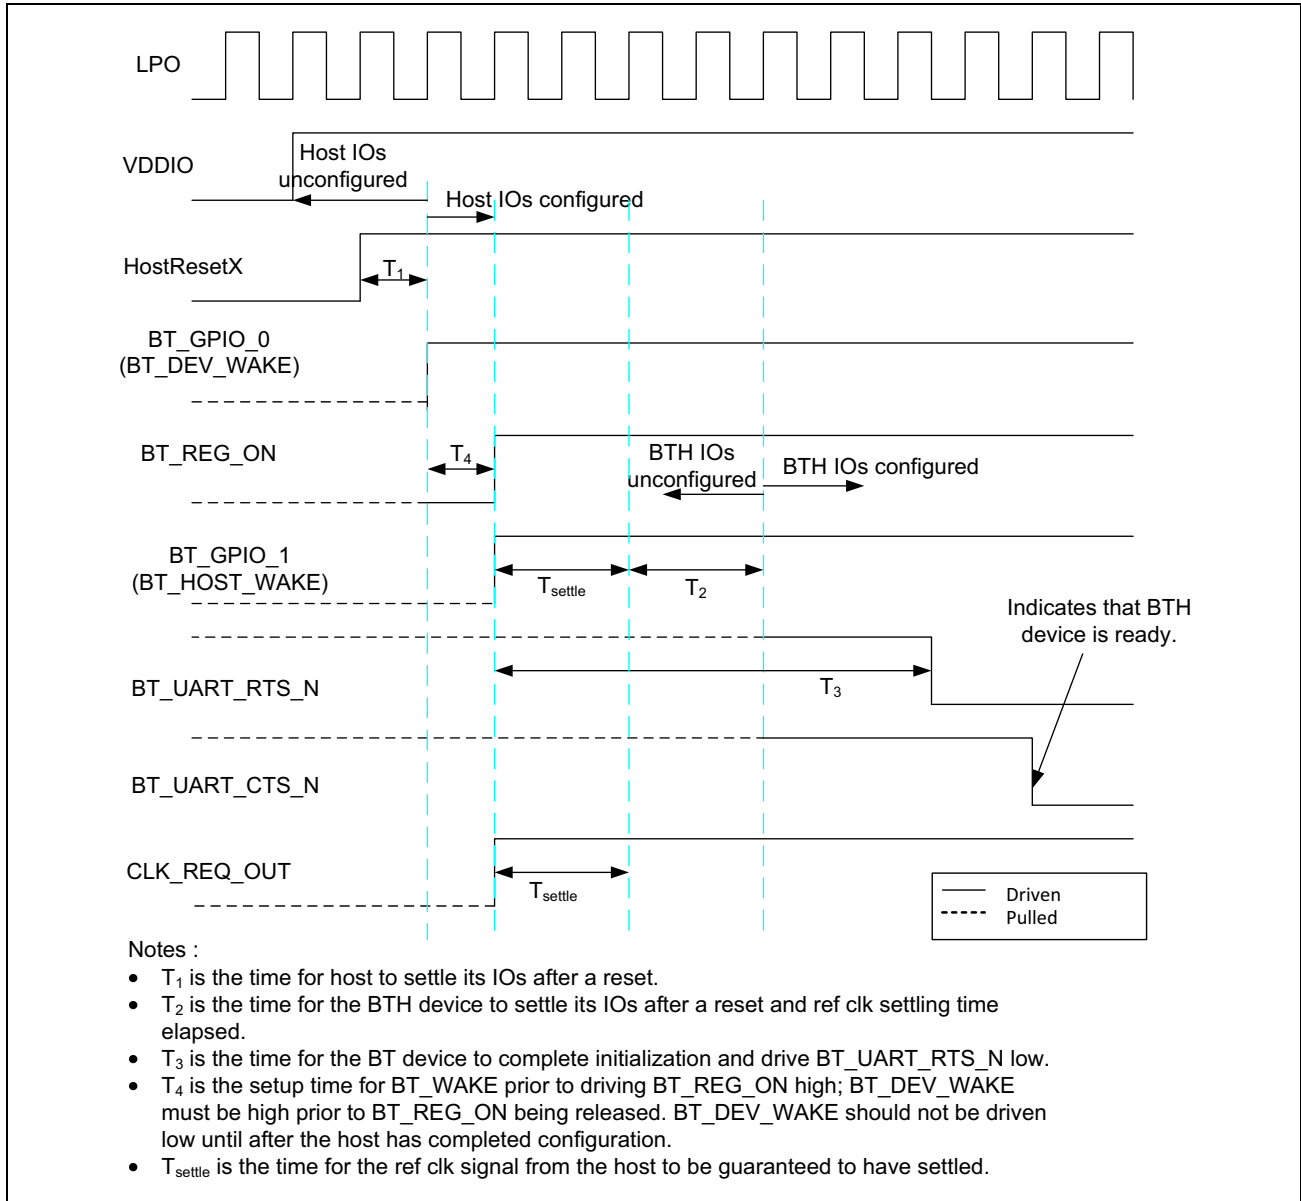 LPO
VDDIO
Host IOs
unconfigured
Host IOs configured
HostResetX
T1
BT_GPIO_0
(BT_DEV_WAKE)
BT_REG_ON
T4
BTH IOs
unconfigured
BTH IOs configured
BT_GPIO_1
(BT_HOST_WAKE)
Tsettle
T2
Indicates that BTH
device is ready.
BT_UART_RTS_N
T3
BT_UART_CTS_N
CLK_REQ_OUT
Tsettle
Driven
Pulled
Notes :
• T1 is the time for host to settle its IOs after a reset.
• T2 is the time for the BTH device to settle its IOs after a reset and ref clk settling time
elapsed.
• T3 is the time for the BT device to complete initialization and drive BT_UART_RTS_N low.
• T4 is the setup time for BT_WAKE prior to driving BT_REG_ON high; BT_DEV_WAKE
must be high prior to BT_REG_ON being released. BT_DEV_WAKE should not be driven
low until after the host has completed configuration.
• Tsettle is the time for the ref clk signal from the host to be guaranteed to have settled.